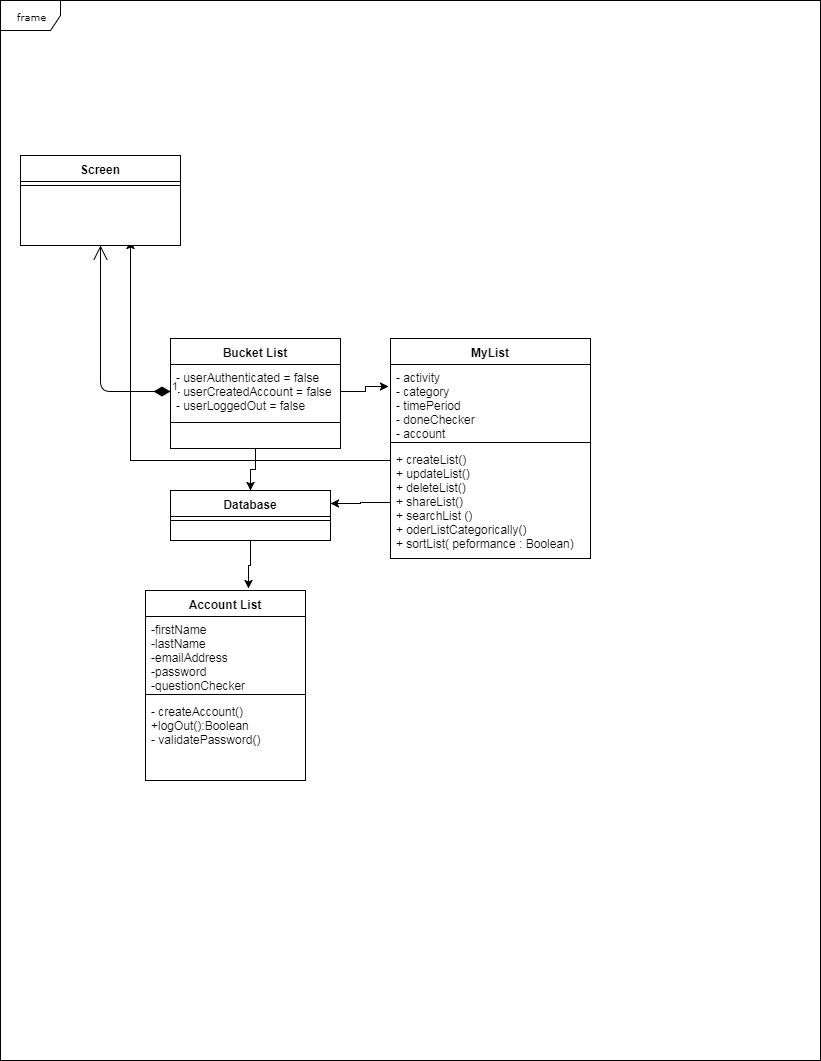 frame
Screen
Bucket List
- userAuthenticated = false
1
- userCreatedAccount = false
- userLoggedOut = false
MyList
- activity
- category
- timePeriod
- doneChecker
- account
+ createList()
+ updateList()
+ deleteList()
+ shareList()
+ searchList ()
+ oderListCategorically()
+ sortList( peformance : Boolean)
Database
Account List
-firstName
-lastName
-emailAddress
-password
-questionChecker
- createAccount()
+logOut():Boolean
- validatePassword()